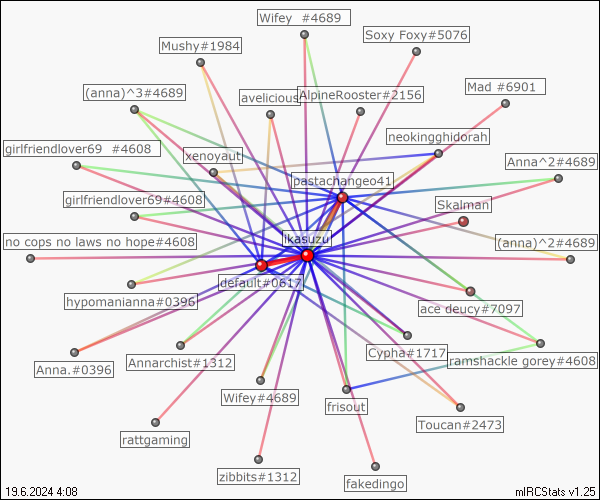 Wifey  #4689
Soxy Foxy#5076
Mushy#1984
Mad #6901
(anna)^3#4689
avelicious
AlpineRooster#2156
neokingghidorah
girlfriendlover69  #4608
xenoyaut
Anna^2#4689
pastachangeo41
girlfriendlover69#4608
Skalman
no cops no laws no hope#4608
ikasuzu
(anna)^2#4689
default#0617
hypomanianna#0396
ace deucy#7097
Anna.#0396
Annarchist#1312
Cypha#1717
ramshackle gorey#4608
Wifey#4689
frisout
Toucan#2473
rattgaming
zibbits#1312
fakedingo
19.6.2024 4:08
mIRCStats v1.25